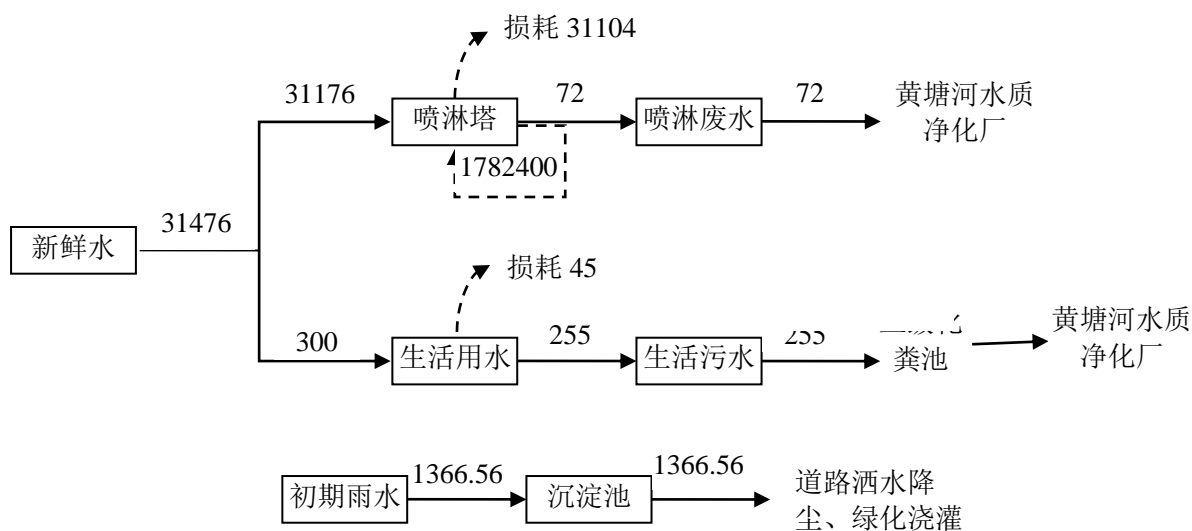 损耗 31104
31176
72
72
喷淋塔
喷淋废水
黄塘河水质
净化厂
1782400
31476
新鲜水
损耗 45
300
255
255
生活用水
生活污水
粪池
黄塘河水质
净化厂
1366.56
1366.56
初期雨水
沉淀池
道路洒水降
尘、绿化浇灌